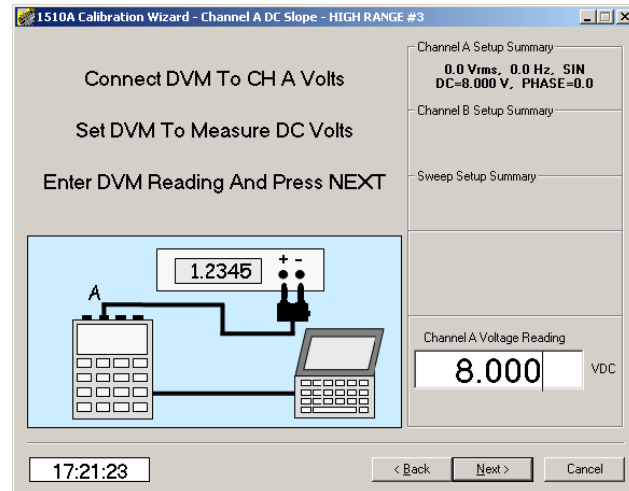 1510A Calibration Wizard - Channel A DC Slope - HIGH RANGE #3
Connect DVM To CH A Volts
Set DVM To Measure DC Volts
Enter DVM Reading And Press NEXT
1.2345
+ -
A
Channel A Setup Summary
0.0 Vrms, 0.0 Hz, SIN
DC=8.000 V, PHASE=0.0
Channel B Setup Summary
Sweep Setup Summary
Channel A Voltage Reading
8.000 VDC
17:21:23
< Back
Next >
Cancel